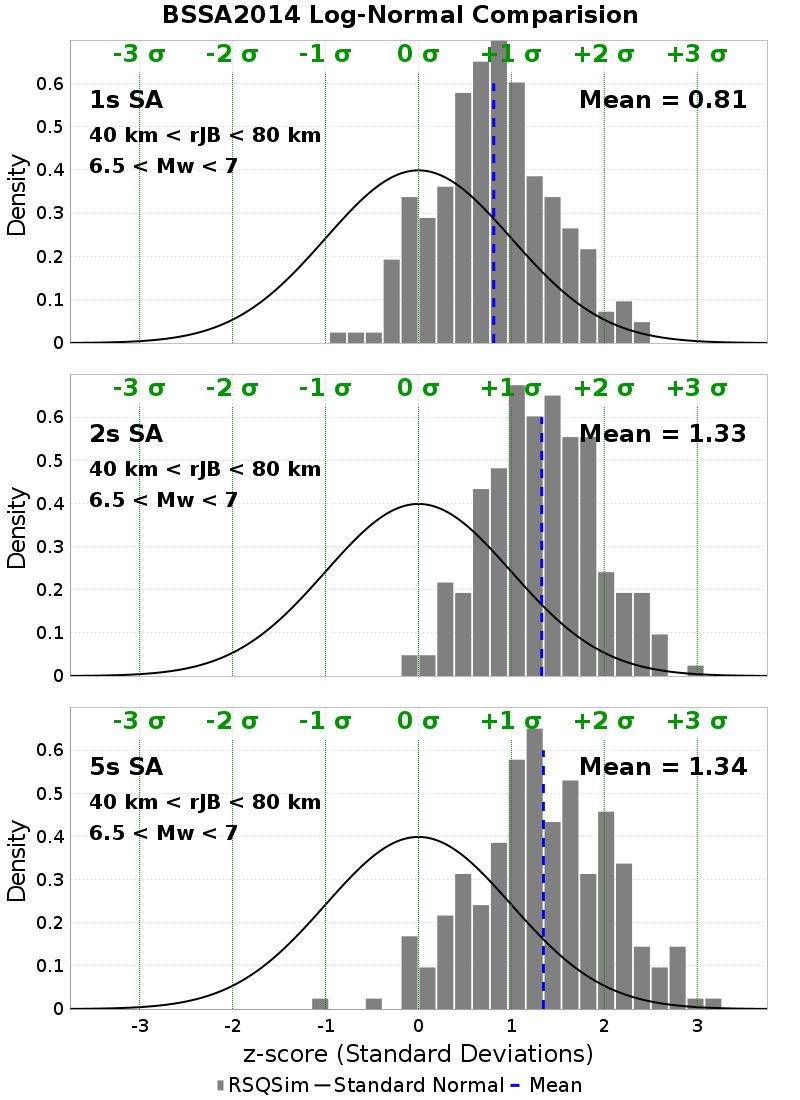 BSSA2014 Log-Normal Comparision
-3 σ -2 σ -1 σ 0 σ +1 σ +2 σ +3 σ
1s SA Mean = 0.81
40 km < rJB < 80 km
6.5 < Mw < 7
Density
0.6
0.5
0.4
0.3
0.2
0.1
0
-3 σ -2 σ -1 σ 0 σ +1 σ +2 σ +3 σ
2s SA Mean = 1.33
40 km < rJB < 80 km
6.5 < Mw < 7
Density
0.6
0.5
0.4
0.3
0.2
0.1
0
-3 σ -2 σ -1 σ 0 σ +1 σ +2 σ +3 σ
5s SA Mean = 1.34
40 km < rJB < 80 km
6.5 < Mw < 7
Density
0.6
0.5
0.4
0.3
0.2
0.1
0
-3 -2 -1 0 1 2 3
z-score (Standard Deviations)
RSQSim Standard Normal Mean